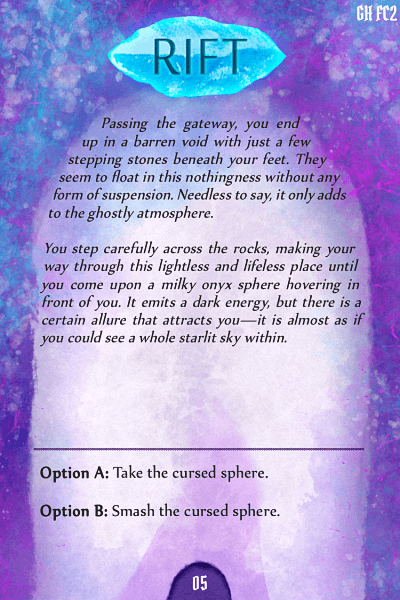 GH FC2
RIFT
Passing the gateway, you end
up in a barren void with just a few
stepping stones beneath your feet. They
seem to float in this nothingness without any
form of suspension. Needless to say, it only adds
to the ghostly atmosphere.
You step carefully across the rocks, making your
way through this lightless and lifeless place until
you come upon a milky onyx sphere hovering in
front of you. It emits a dark energy, but there is a
certain allure that attracts you—it is almost as if
you could see a whole starlit sky within.
Option A: Take the cursed sphere.
Option B: Smash the cursed sphere.
05